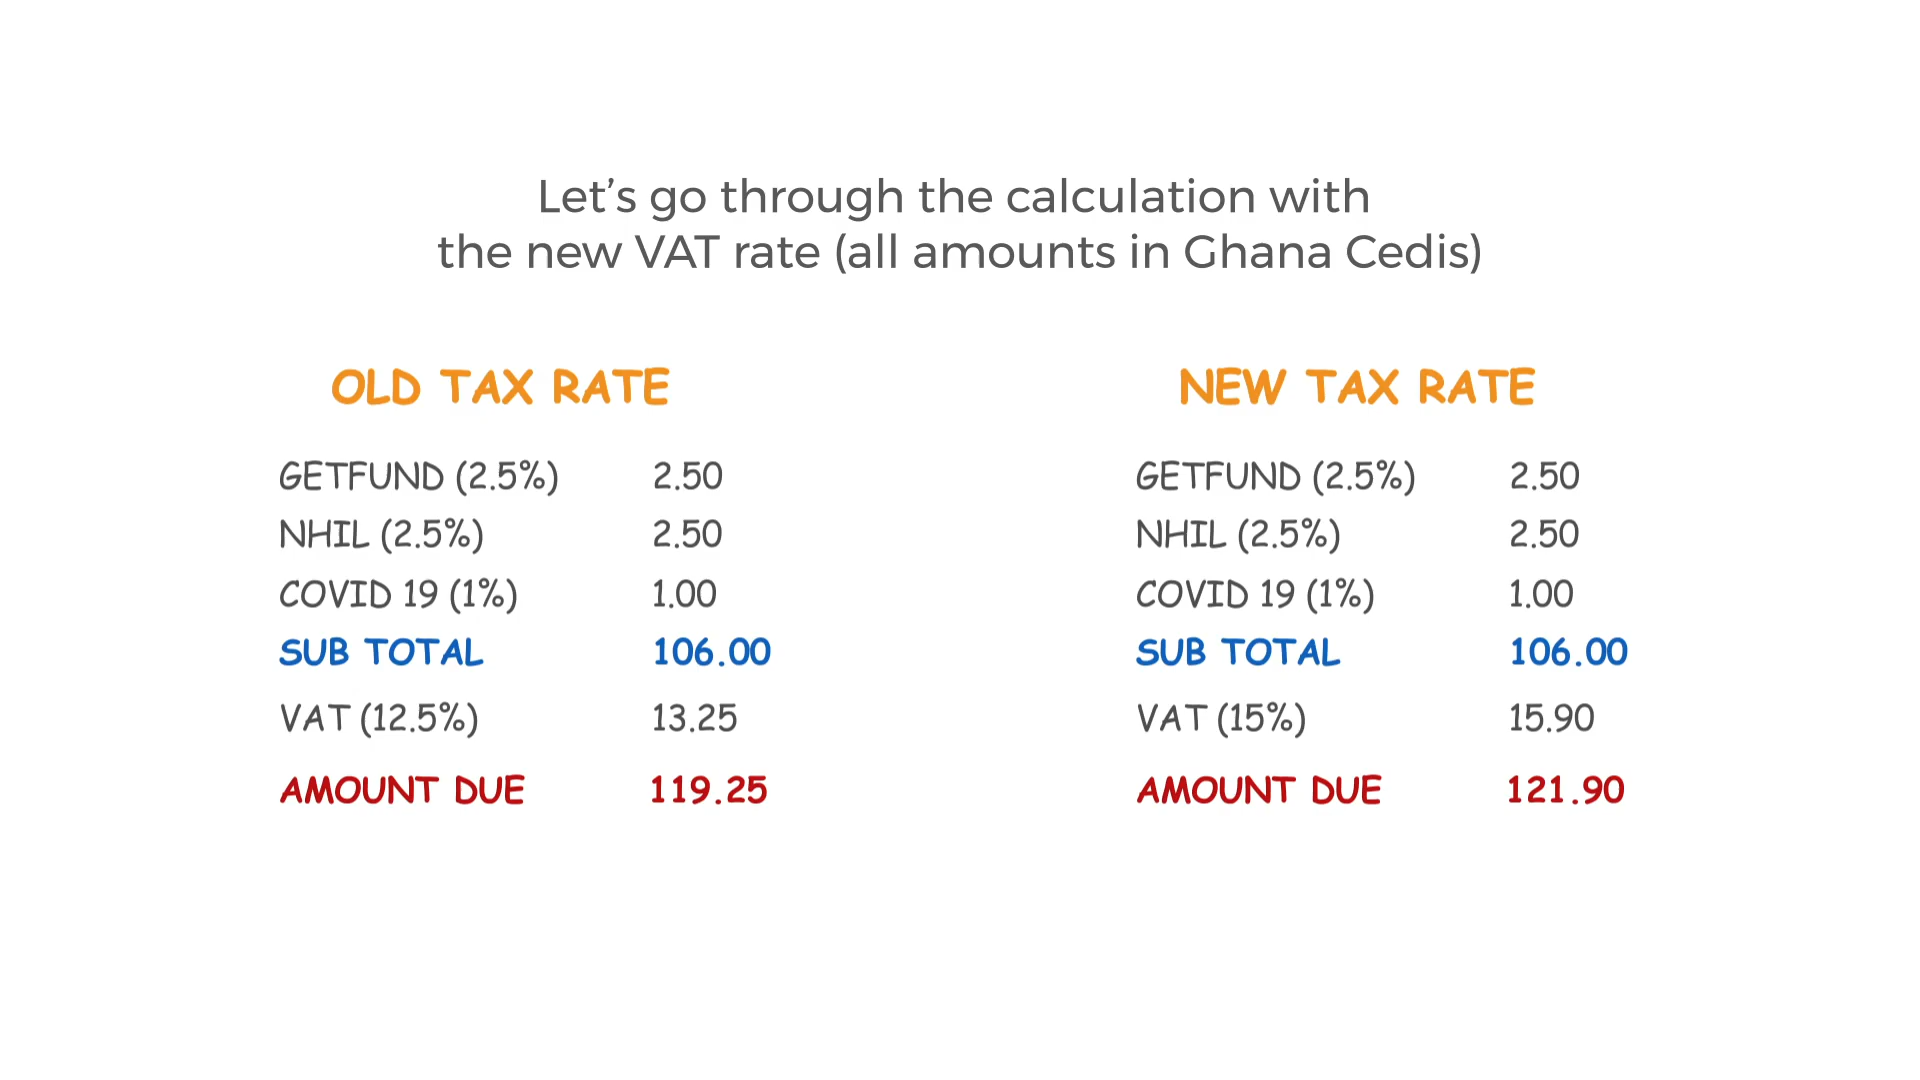 Let’s go through the calculation with
the new VAT rate (all amounts in Ghana Cedis)
OLD TAX RATE
GETFUND (2.5%) 2.50
NHIL (2.5%) 2.50
COVID 19 (1%) 1.00
SUB TOTAL 106.00
VAT (12.5%) 13.25
AMOUNT DUE 119.25
NEW TAX RATE
GETFUND (2.5%) 2.50
NHIL (2.5%) 2.50
COVID 19 (1%) 1.00
SUB TOTAL 106.00
VAT (15%) 15.90
AMOUNT DUE 121.90